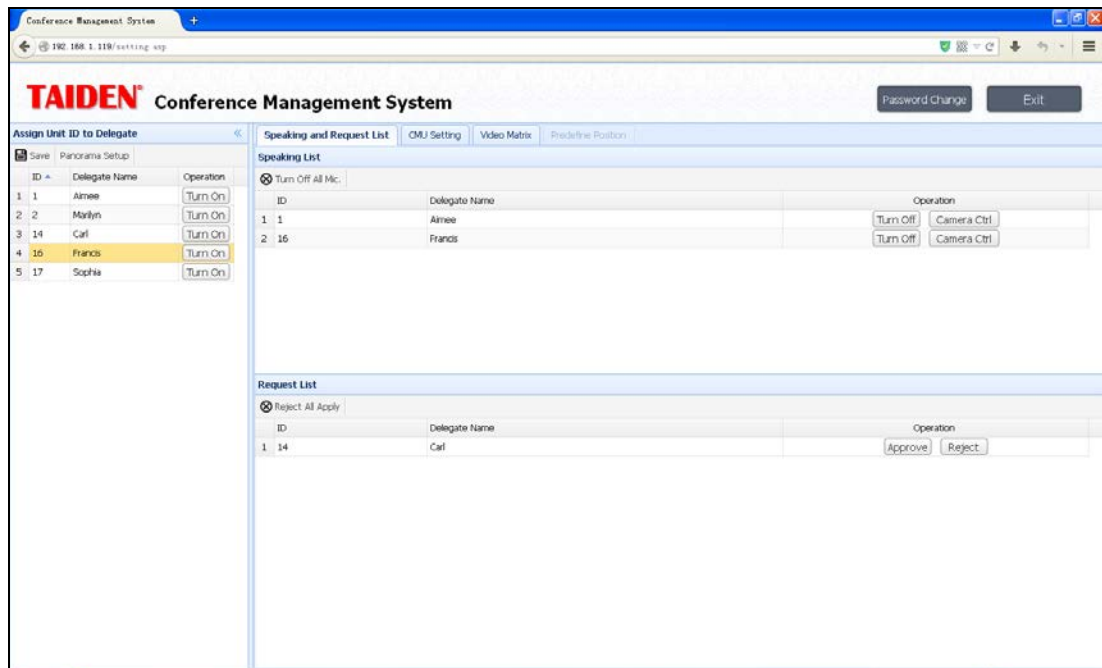 Conference Management System
192.168.1.119/setting.asp
TAIDEN® Conference Management System
Password Change
Exit
Assign Unit ID to Delegate
Save Panorama Setup
ID Delegate Name Operation
1 1 Aimee Turn On
2 2 Marilyn Turn On
3 14 Carl Turn On
4 16 Francis Turn On
5 17 Sophia Turn On
Speaking and Request List CMU Setting Video Matrix Predefine Position
Speaking List
Turn Off All Mic.
ID Delegate Name Operation
1 1 Aimee Turn Off Camera Ctrl
2 16 Francis Turn Off Camera Ctrl
Request List
Reject All Apply
ID Delegate Name Operation
1 14 Carl Approve Reject